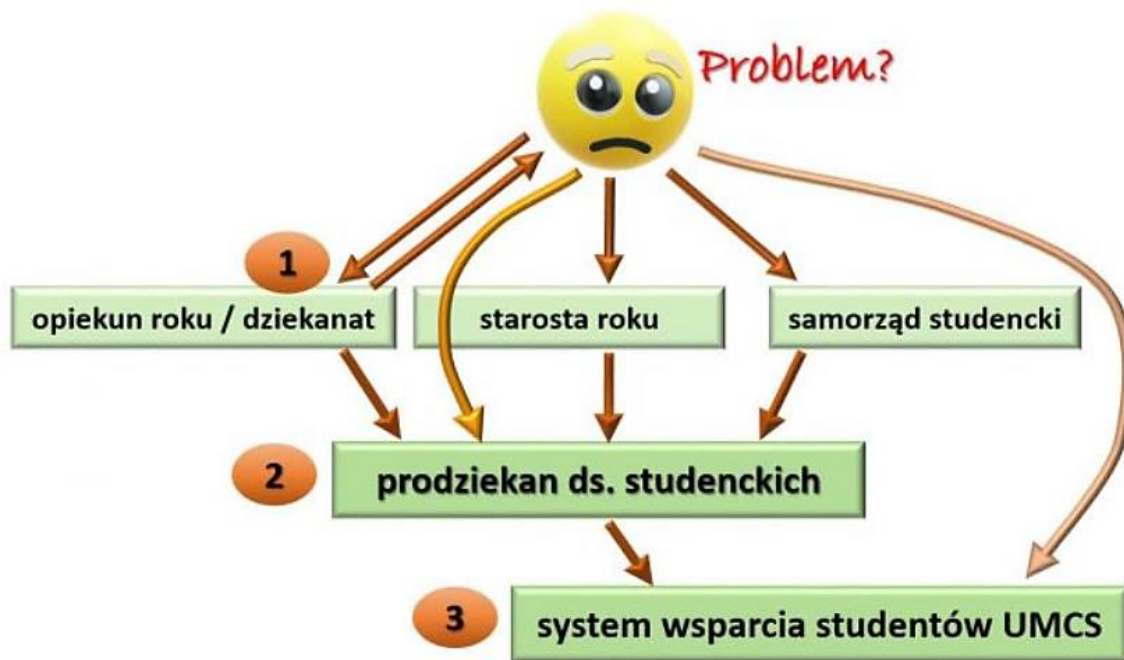 Problem?
1
opiekun roku / dziekanat
starosta roku
samorząd studencki
2
prodziekan ds. studenckich
3
system wsparcia studentów UMCS